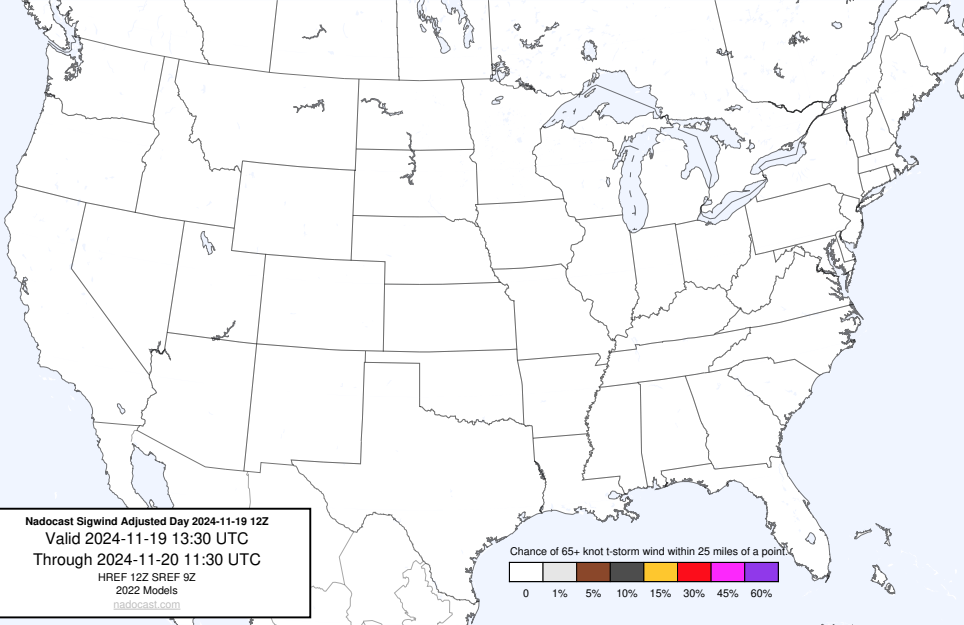 Nadocast Sigwind Adjusted Day 2024-11-19 12Z
Valid 2024-11-19 13:30 UTC
Through 2024-11-20 11:30 UTC
HREF 12Z SREF 9Z
2022 Models
nadocast.com
Chance of 65+ knot t-storm wind within 25 miles of a point.
0 1% 5% 10% 15% 30% 45% 60%